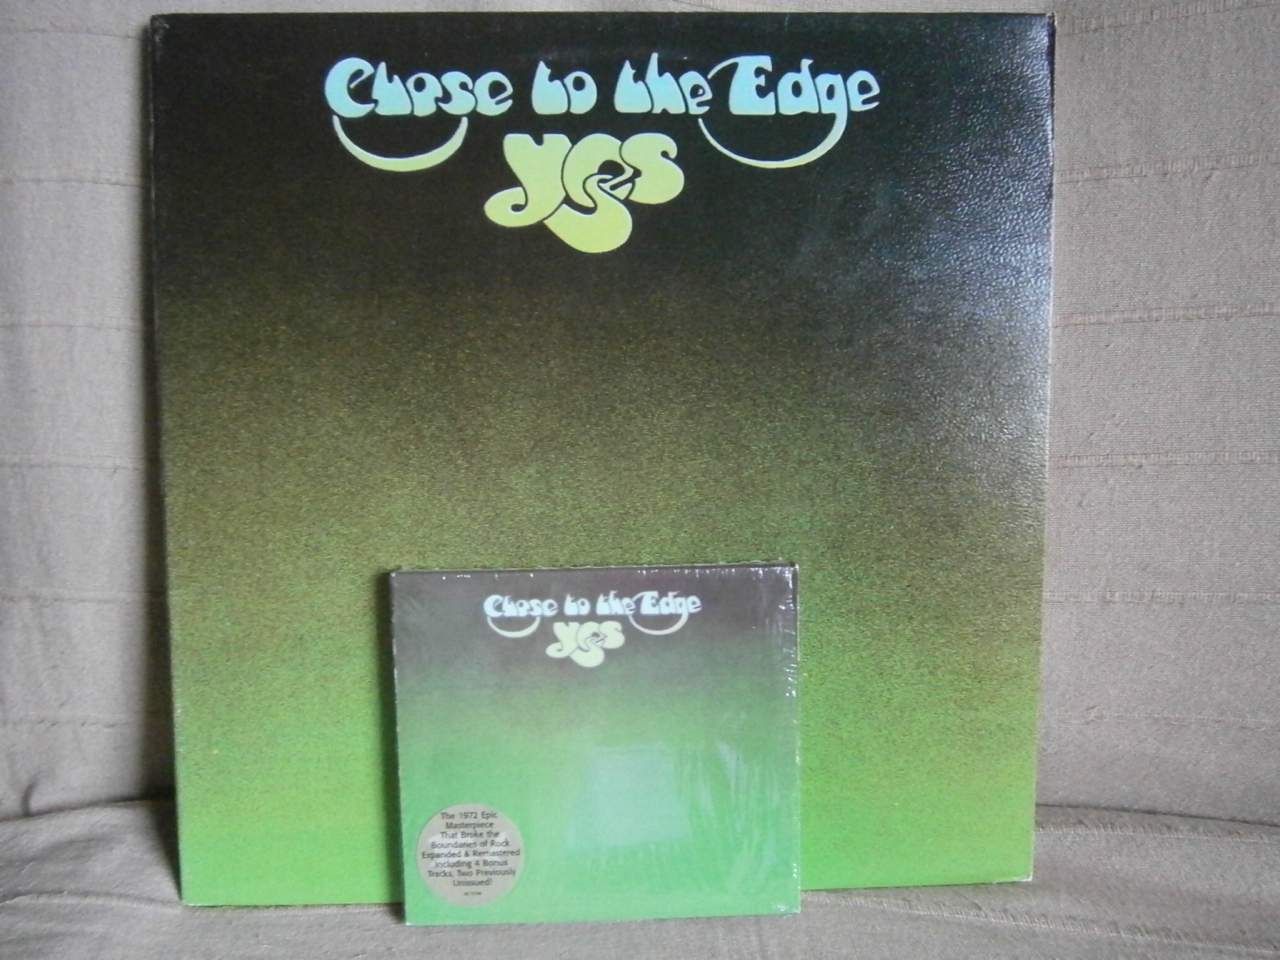 Close to the Edge
Yes
Close to the Edge
Yes
The 1972 Epic
Masterpiece
That Broke the
Boundaries of Rock
Expanded & Remastered
Including 4 Bonus
Tracks, Two Previously
Unissued!